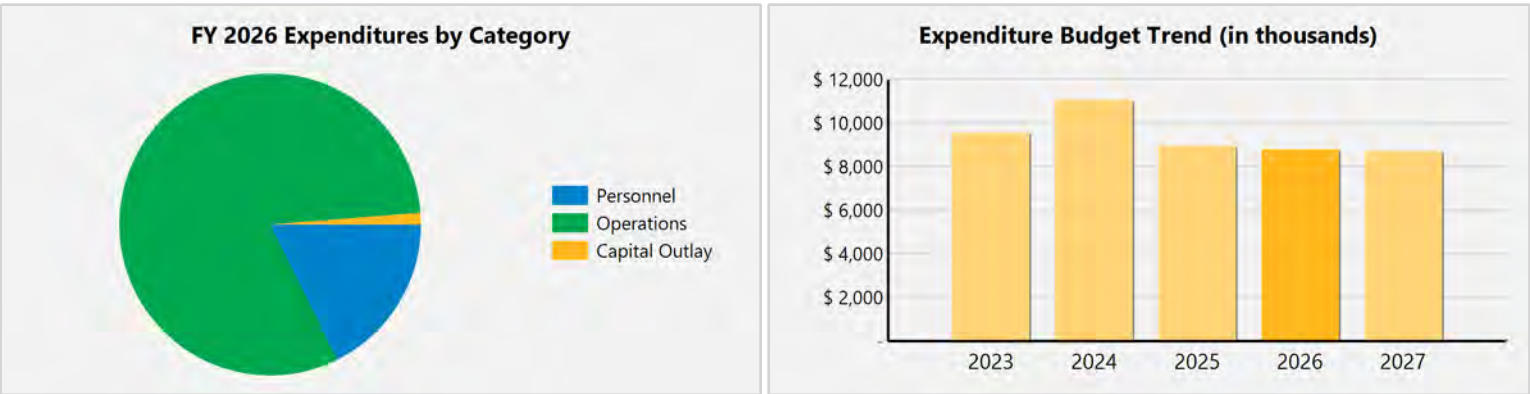 FY 2026 Expenditures by Category
Personnel
Operations
Capital Outlay
Expenditure Budget Trend (in thousands)
$ 12,000
$ 10,000
$ 8,000
$ 6,000
$ 4,000
$ 2,000
-
2023 2024 2025 2026 2027